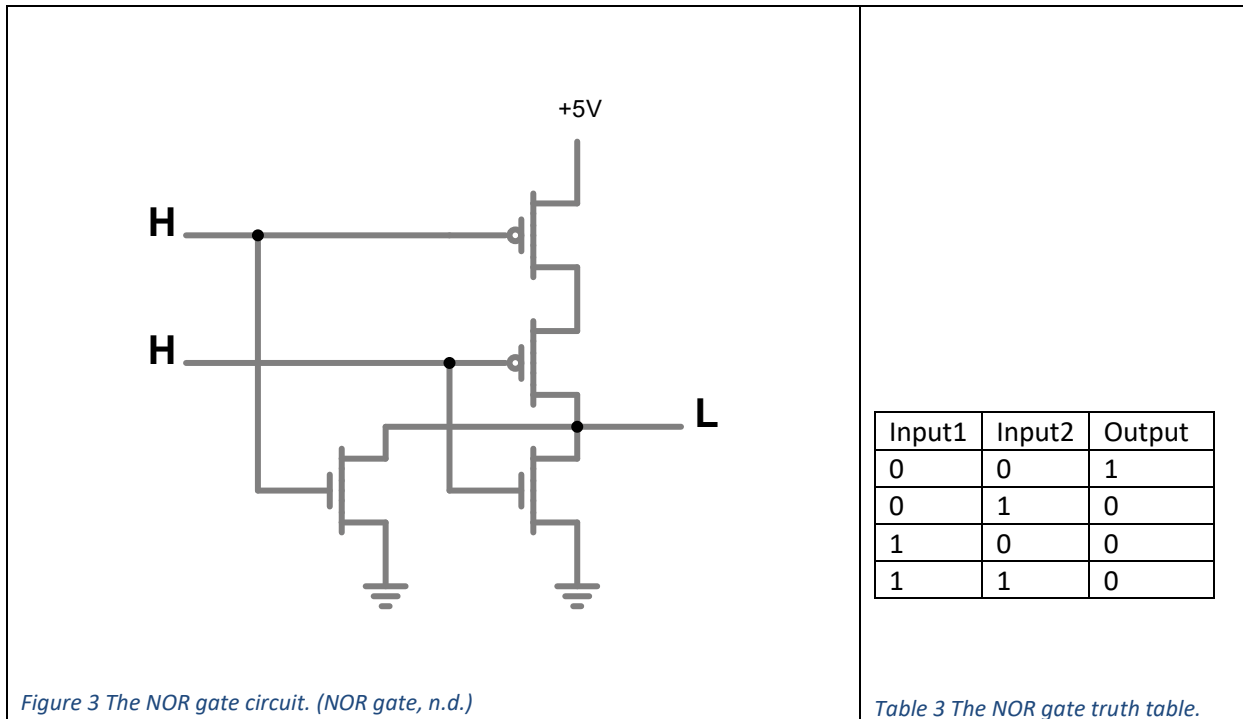 +5V
H
H
L
Input1 Input2 Output
0 0 1
0 1 0
1 0 0
1 1 0
Figure 3 The NOR gate circuit. (NOR gate, n.d.)
Table 3 The NOR gate truth table.